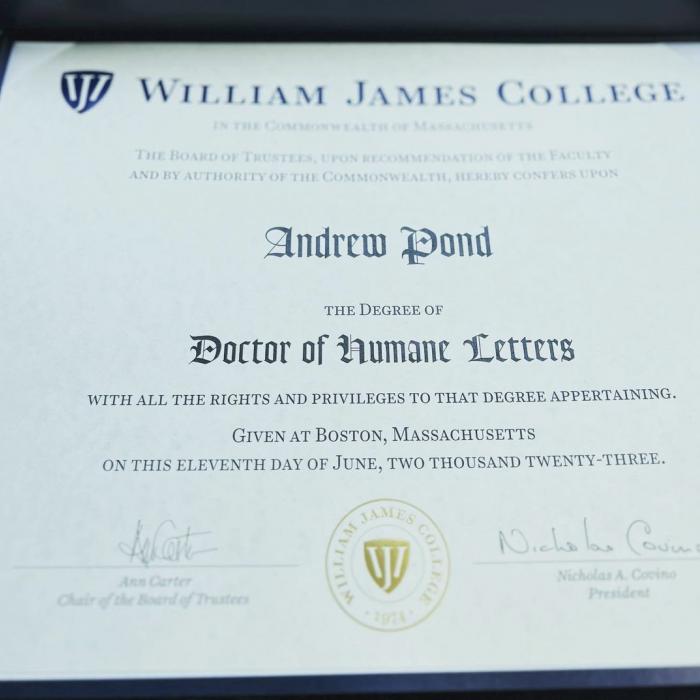 WILLIAM JAMES COLLEGE
IN THE COMMONWEALTH OF MASSACHUSETTS
THE BOARD OF TRUSTEES, UPON RECOMMENDATION OF THE FACULTY
AND BY AUTHORITY OF THE COMMONWEALTH, HEREBY CONFERS UPON
Andrew Pond
THE DEGREE OF
Doctor of Humane Letters
WITH ALL THE RIGHTS AND PRIVILEGES TO THAT DEGREE APPERTAINING.
GIVEN AT BOSTON, MASSACHUSETTS
ON THIS ELEVENTH DAY OF JUNE, TWO THOUSAND TWENTY-THREE.
Ann Carter
Chair of the Board of Trustees
WILLIAM JAMES COLLEGE
1974
Nicholas Covino
Nicholas A. Covino
President